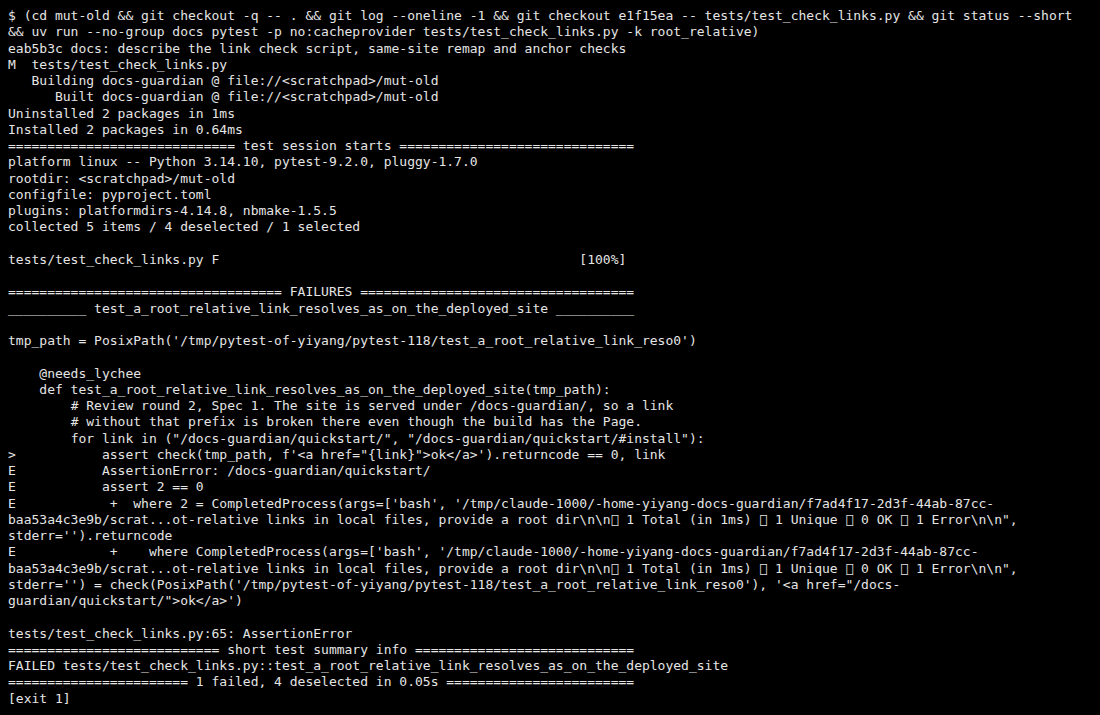 $ (cd mut-old && git checkout -q -- . && git log --oneline -1 && git checkout e1f15ea -- tests/test_check_links.py && git status --short
&& uv run --no-group docs pytest -p no:cacheprovider tests/test_check_links.py -k root_relative)
eab5b3c docs: describe the link check script, same-site remap and anchor checks
M  tests/test_check_links.py
   Building docs-guardian @ file://<scratchpad>/mut-old
      Built docs-guardian @ file://<scratchpad>/mut-old
Uninstalled 2 packages in 1ms
Installed 2 packages in 0.64ms
============================= test session starts ==============================
platform linux -- Python 3.14.10, pytest-9.2.0, pluggy-1.7.0
rootdir: <scratchpad>/mut-old
configfile: pyproject.toml
plugins: platformdirs-4.14.8, nbmake-1.5.5
collected 5 items / 4 deselected / 1 selected

tests/test_check_links.py F                                              [100%]

=================================== FAILURES ===================================
__________ test_a_root_relative_link_resolves_as_on_the_deployed_site __________

tmp_path = PosixPath('/tmp/pytest-of-yiyang/pytest-118/test_a_root_relative_link_reso0')

    @needs_lychee
    def test_a_root_relative_link_resolves_as_on_the_deployed_site(tmp_path):
        # Review round 2, Spec 1. The site is served under /docs-guardian/, so a link
        # without that prefix is broken there even though the build has the Page.
        for link in ("/docs-guardian/quickstart/", "/docs-guardian/quickstart/#install"):
>           assert check(tmp_path, f'<a href="{link}">ok</a>').returncode == 0, link
E           AssertionError: /docs-guardian/quickstart/
E           assert 2 == 0
E            +  where 2 = CompletedProcess(args=['bash', '/tmp/claude-1000/-home-yiyang-docs-guardian/f7ad4f17-2d3f-44ab-87cc-
baa53a4c3e9b/scrat...ot-relative links in local files, provide a root dir\n\n▯ 1 Total (in 1ms) ▯ 1 Unique ▯ 0 OK ▯ 1 Error\n\n",
stderr='').returncode
E            +    where CompletedProcess(args=['bash', '/tmp/claude-1000/-home-yiyang-docs-guardian/f7ad4f17-2d3f-44ab-87cc-
baa53a4c3e9b/scrat...ot-relative links in local files, provide a root dir\n\n▯ 1 Total (in 1ms) ▯ 1 Unique ▯ 0 OK ▯ 1 Error\n\n",
stderr='') = check(PosixPath('/tmp/pytest-of-yiyang/pytest-118/test_a_root_relative_link_reso0'), '<a href="/docs-
guardian/quickstart/">ok</a>')

tests/test_check_links.py:65: AssertionError
=========================== short test summary info ============================
FAILED tests/test_check_links.py::test_a_root_relative_link_resolves_as_on_the_deployed_site
======================= 1 failed, 4 deselected in 0.05s ========================
[exit 1]